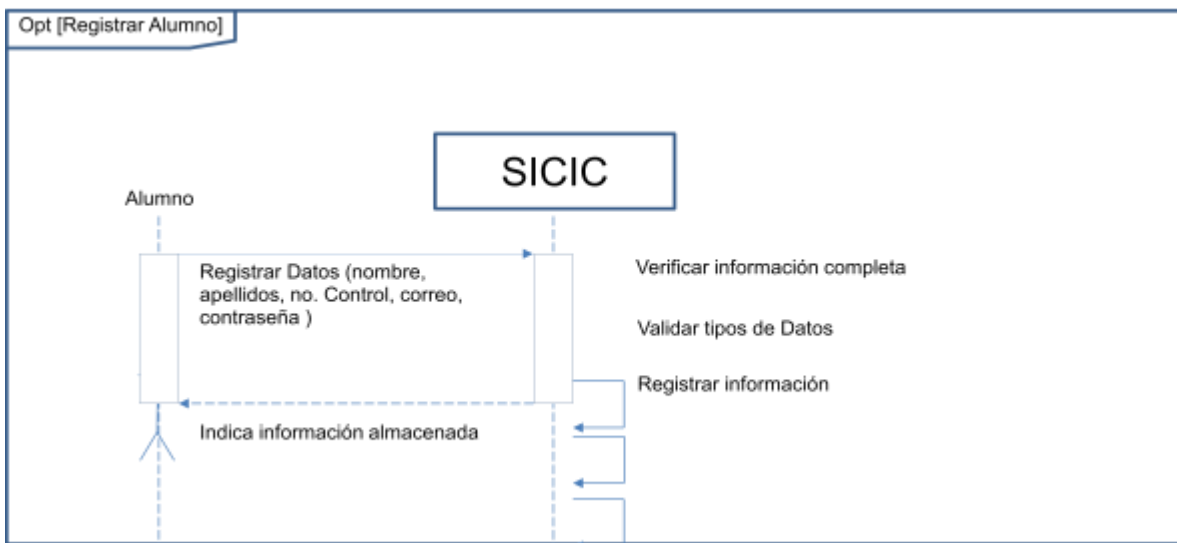 Opt [Registrar Alumno]
SICIC
Alumno
Registrar Datos (nombre,
apellidos, no. Control, correo,
contraseña )
Verificar información completa
Validar tipos de Datos
Registrar información
Indica información almacenada